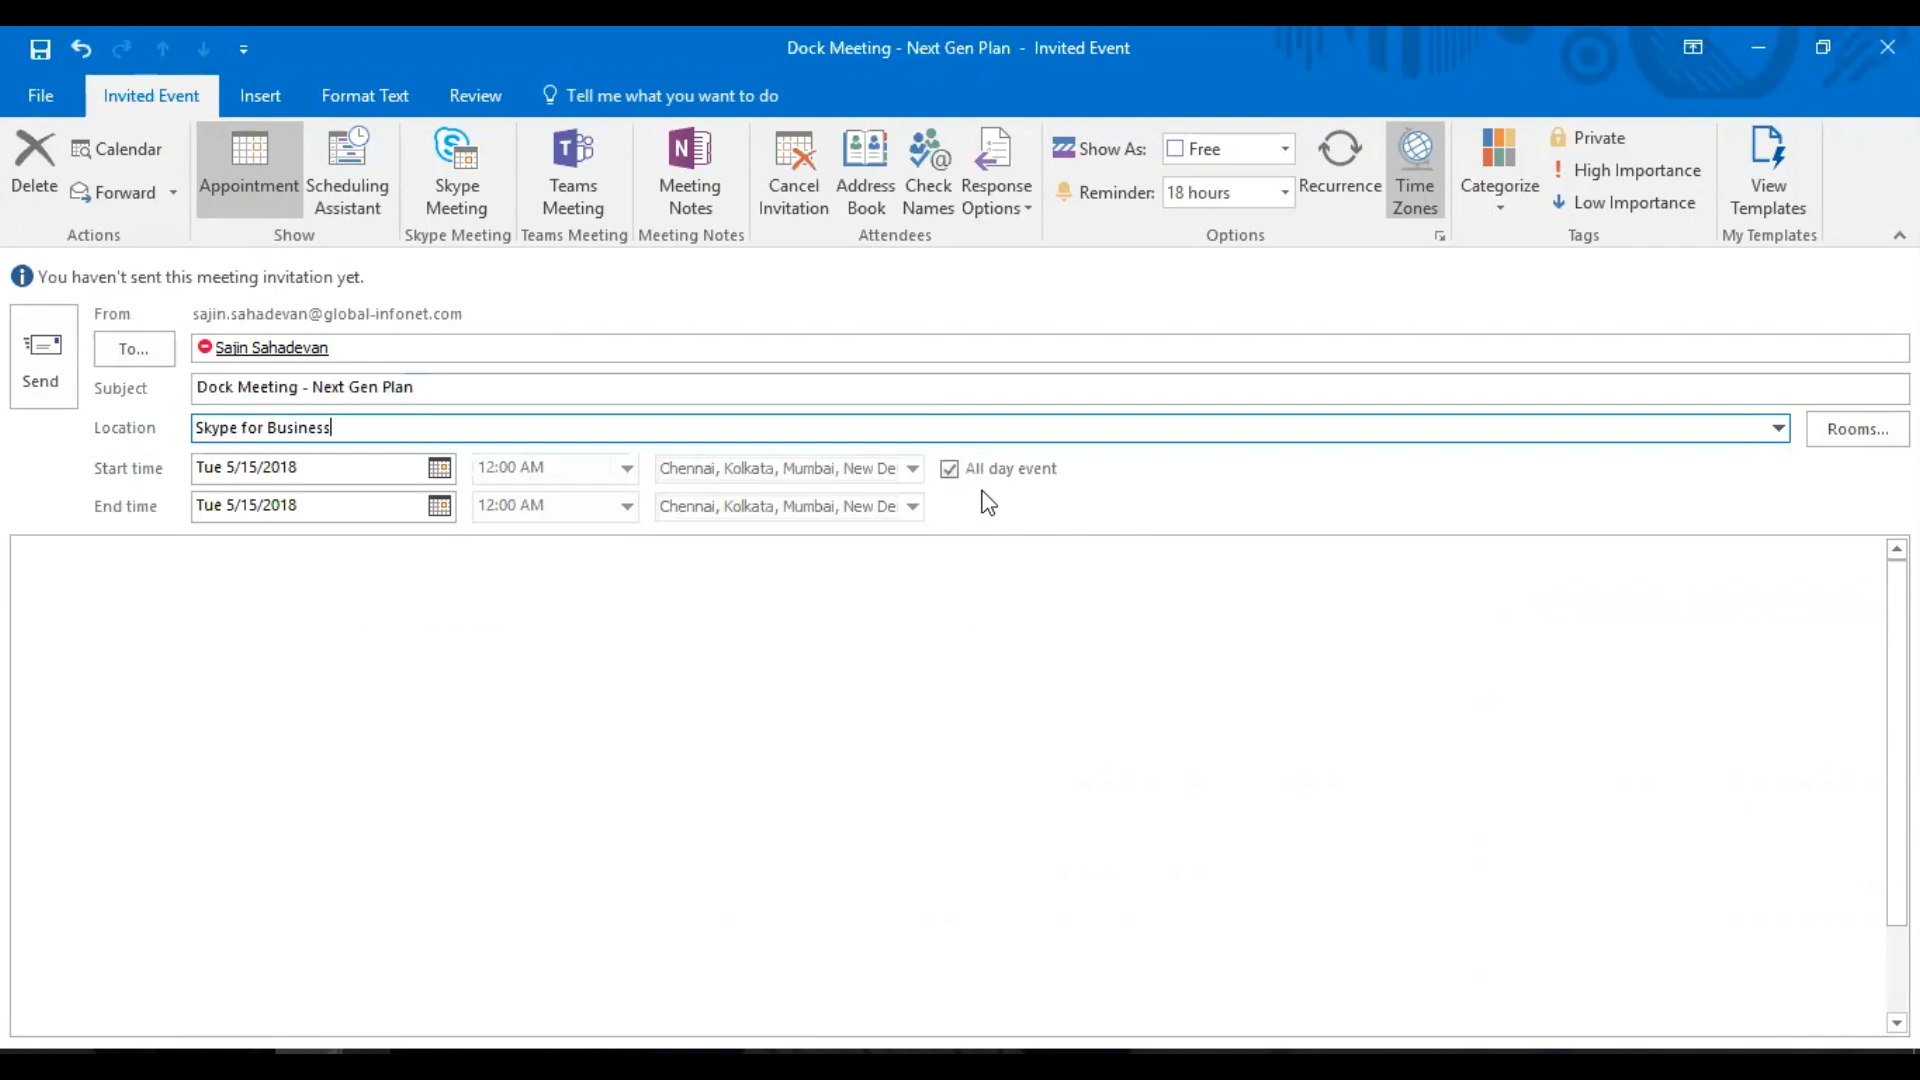 Dock Meeting - Next Gen Plan - Invited Event
File Invited Event Insert Format Text Review Tell me what you want to do
Delete
Calendar
Forward
Actions
Appointment
Scheduling
Assistant
Show
Skype
Meeting
Skype Meeting
Teams
Meeting
Teams Meeting
Meeting
Notes
Meeting Notes
Cancel
Invitation
Address
Book
Check
Names
Response
Options
Attendees
Show As: Free
Reminder: 18 hours
Recurrence
Time
Zones
Options
Categorize
Private
High Importance
Low Importance
Tags
View
Templates
My Templates
You haven't sent this meeting invitation yet.
Send
From sajin.sahadevan@global-infonet.com
To... Sajin Sahadevan
Subject Dock Meeting - Next Gen Plan
Location Skype for Business Rooms...
Start time Tue 5/15/2018 12:00 AM Chennai, Kolkata, Mumbai, New De All day event
End time Tue 5/15/2018 12:00 AM Chennai, Kolkata, Mumbai, New De